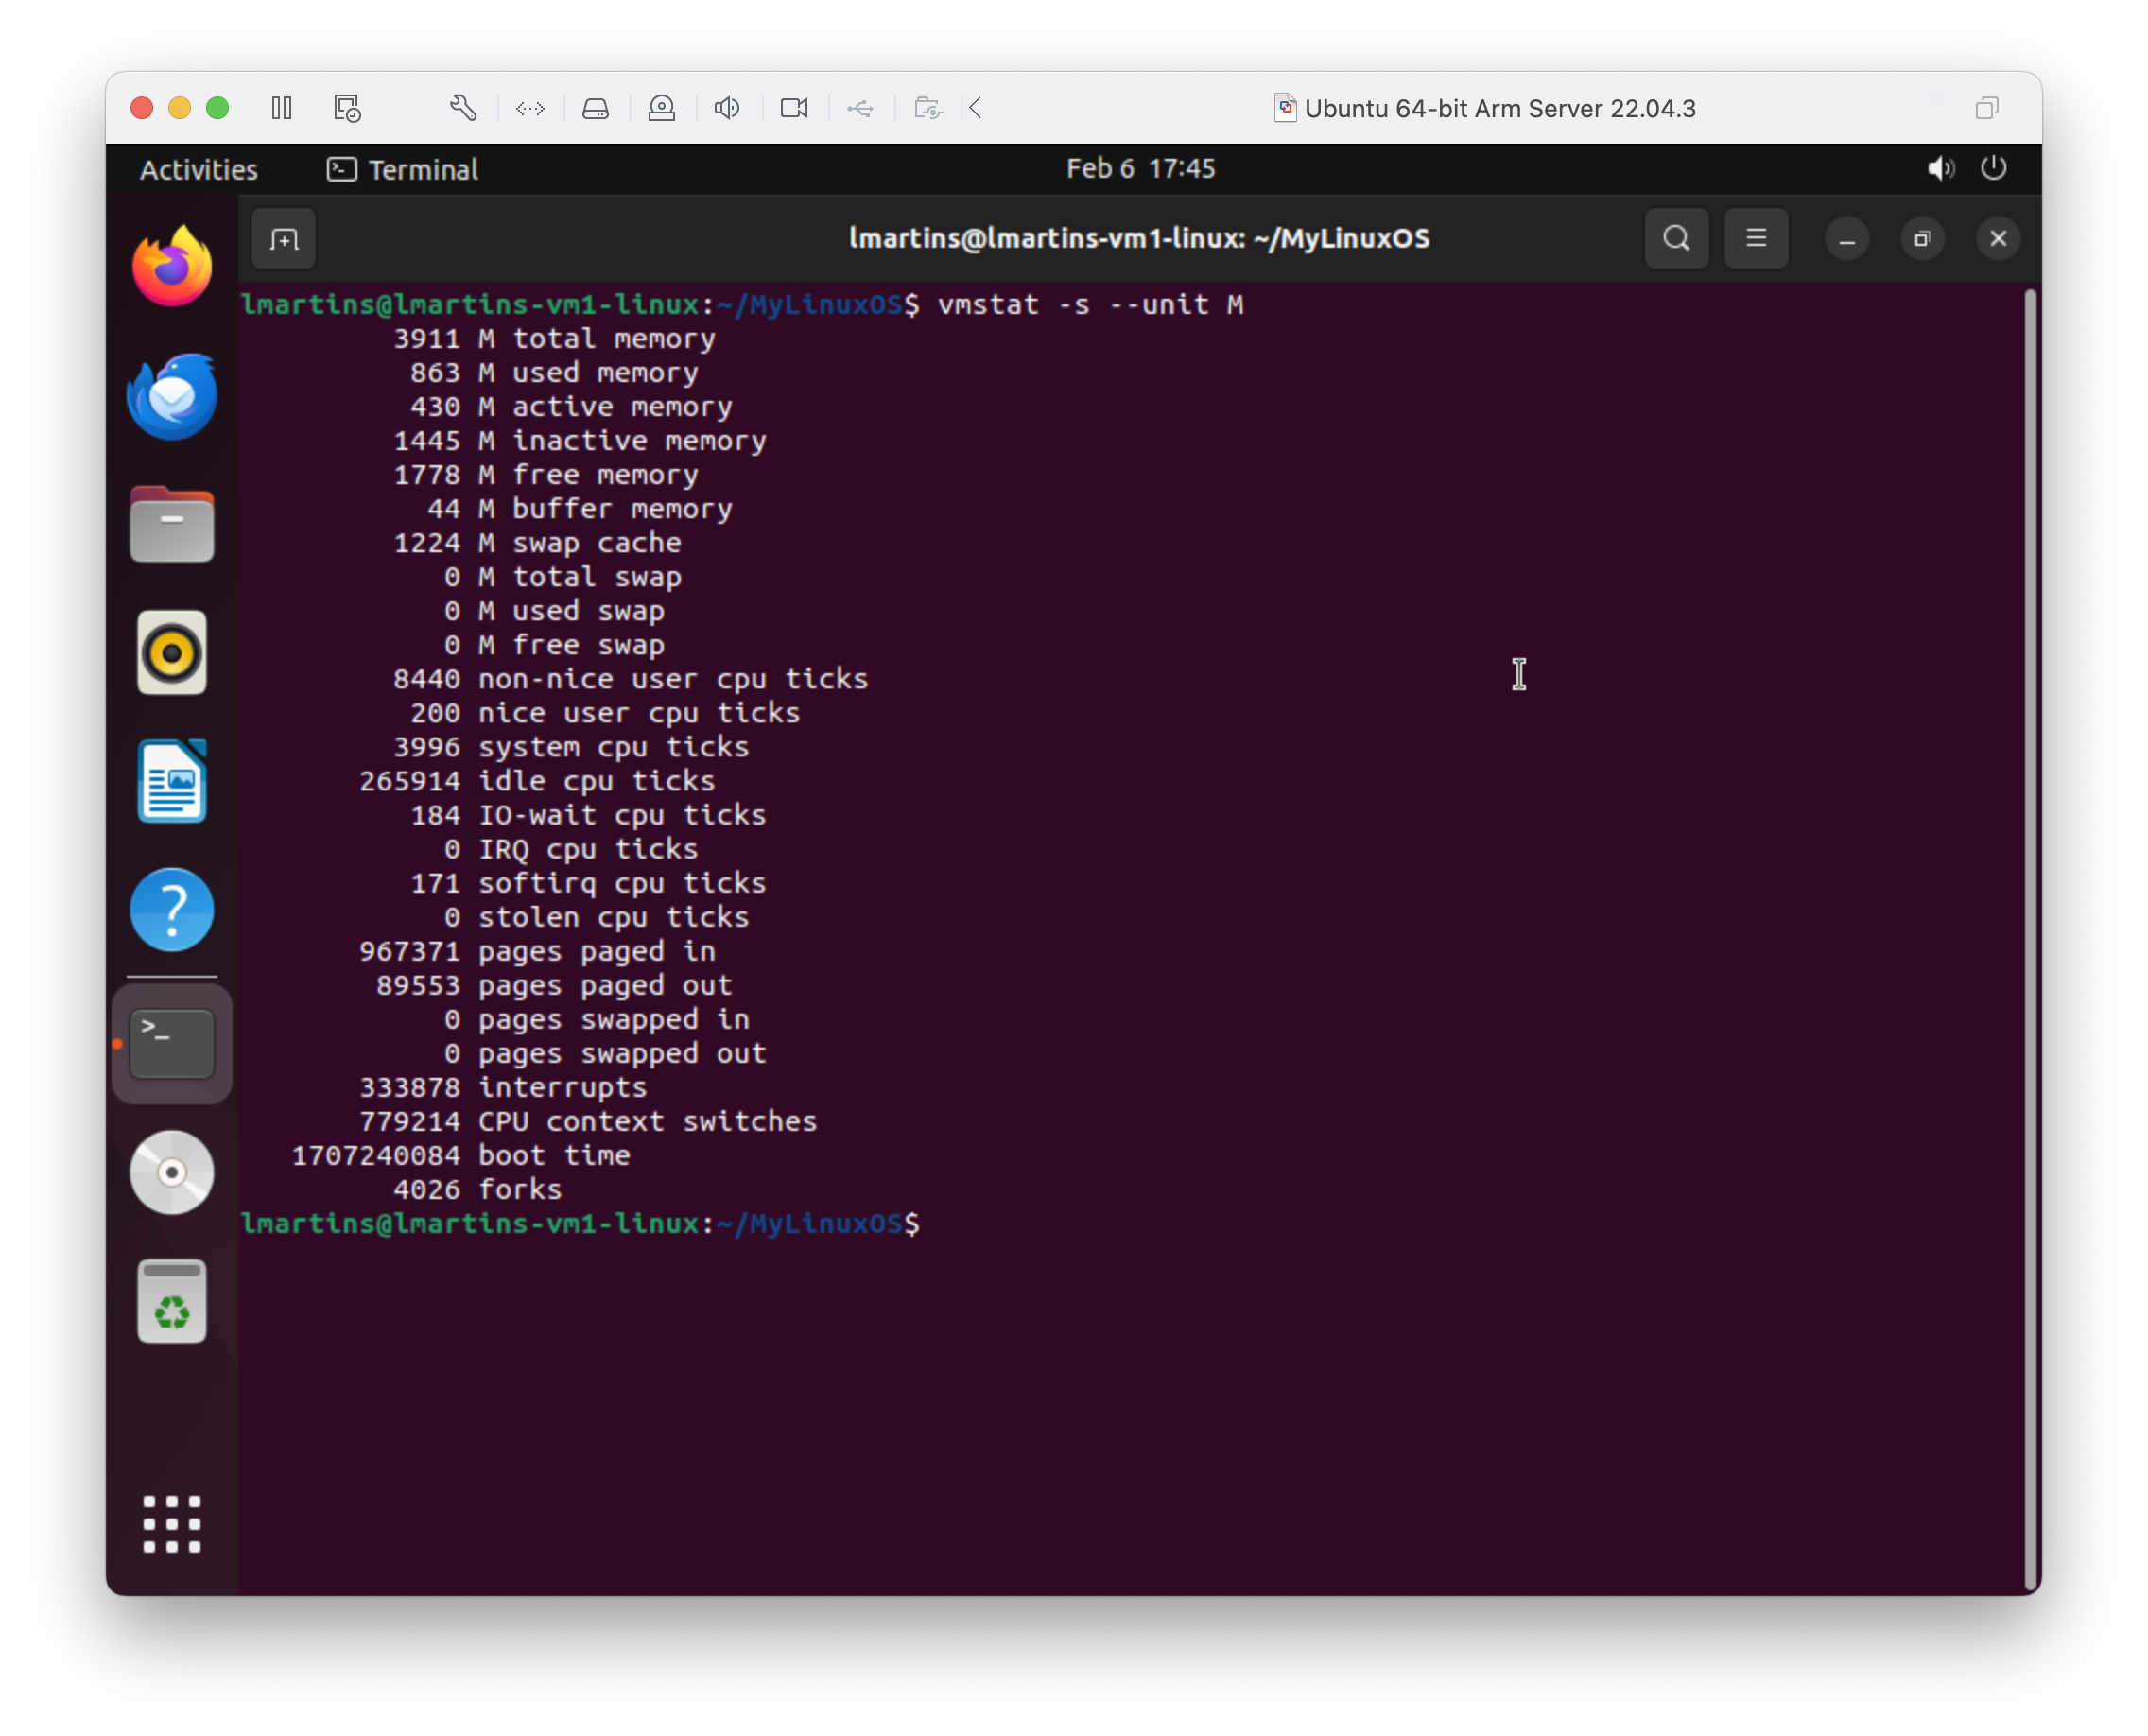 Ubuntu 64-bit Arm Server 22.04.3
Activities
Terminal
Feb 6 17:45
lmartins@lmartins-vm1-linux: ~/MyLinuxOS
lmartins@lmartins-vm1-linux:~/MyLinuxOS$ vmstat -s --unit M
3911 M total memory
863 M used memory
430 M active memory
1445 M inactive memory
1778 M free memory
44 M buffer memory
1224 M swap cache
0 M total swap
0 M used swap
0 M free swap
8440 non-nice user cpu ticks
200 nice user cpu ticks
3996 system cpu ticks
265914 idle cpu ticks
184 IO-wait cpu ticks
0 IRQ cpu ticks
171 softirq cpu ticks
0 stolen cpu ticks
967371 pages paged in
89553 pages paged out
0 pages swapped in
0 pages swapped out
333878 interrupts
779214 CPU context switches
1707240084 boot time
4026 forks
lmartins@lmartins-vm1-linux:~/MyLinuxOS$